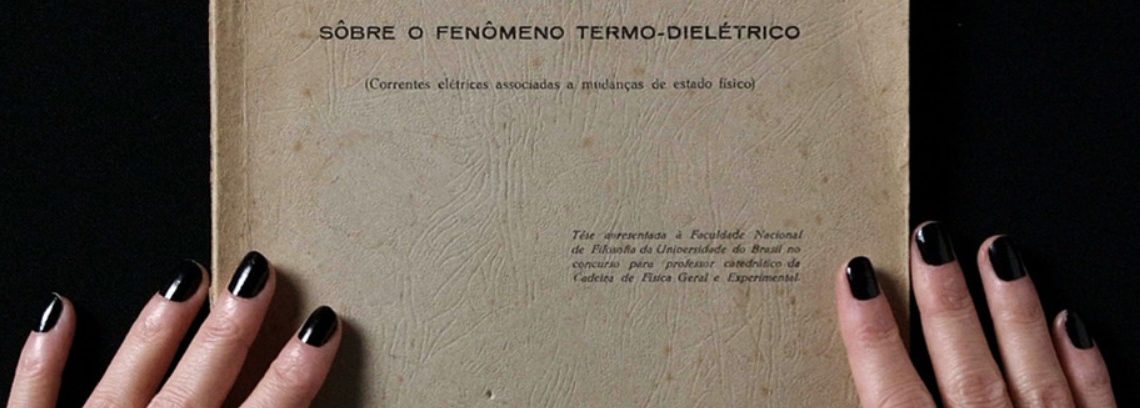 SÔBRE O FENÔMENO TERMO-DIELÉTRICO
(Correntes elétricas associadas a mudanças de estado físico)
Tése apresentada à Faculdade Nacional
de Filosofia da Universidade do Brasil no
concurso para professor catedrático da
Cadeira de Física Geral e Experimental.